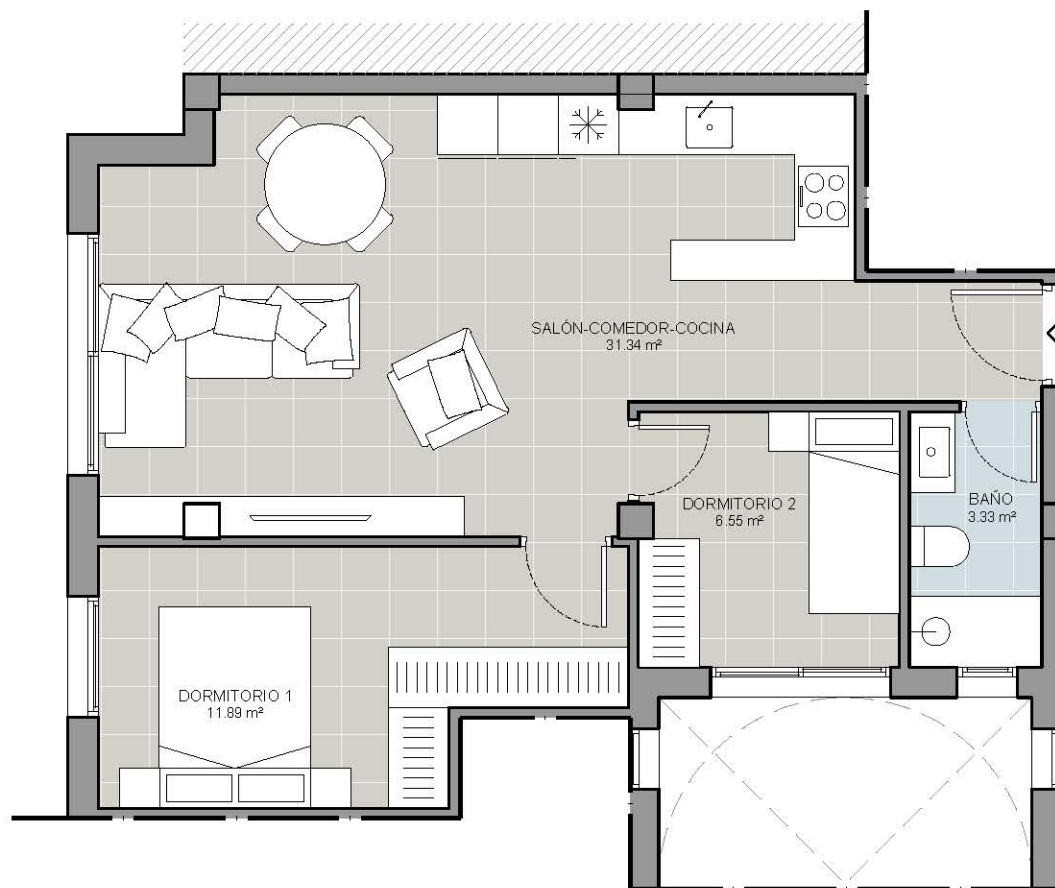 SALÓN-COMEDOR-COCINA
31.34 m²
DORMITORIO 2
6.55 m²
BAÑO
3.33 m²
DORMITORIO 1
11.89 m²